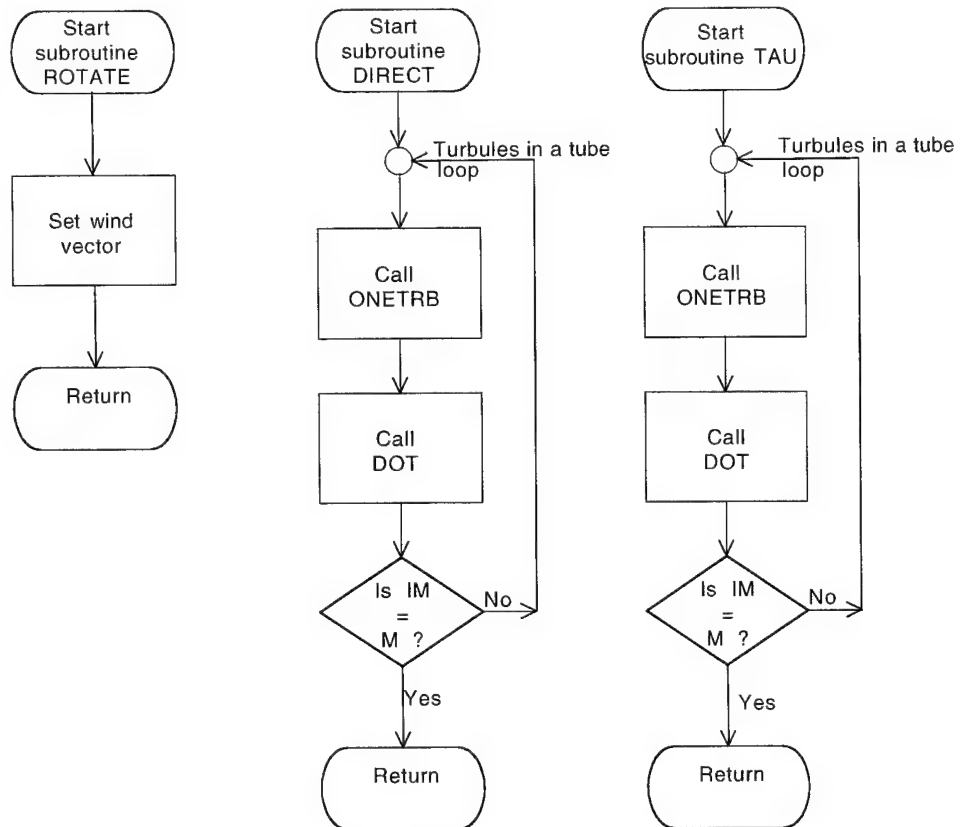 Start
subroutine
ROTATE
Set wind
vector
Return
Start
subroutine
DIRECT
Turbules in a tube
loop
Call
ONETRB
Call
DOT
Is IM
=
M ?
No
Yes
Return
Start
subroutine TAU
Turbules in a tube
loop
Call
ONETRB
Call
DOT
Is IM
=
M ?
No
Yes
Return